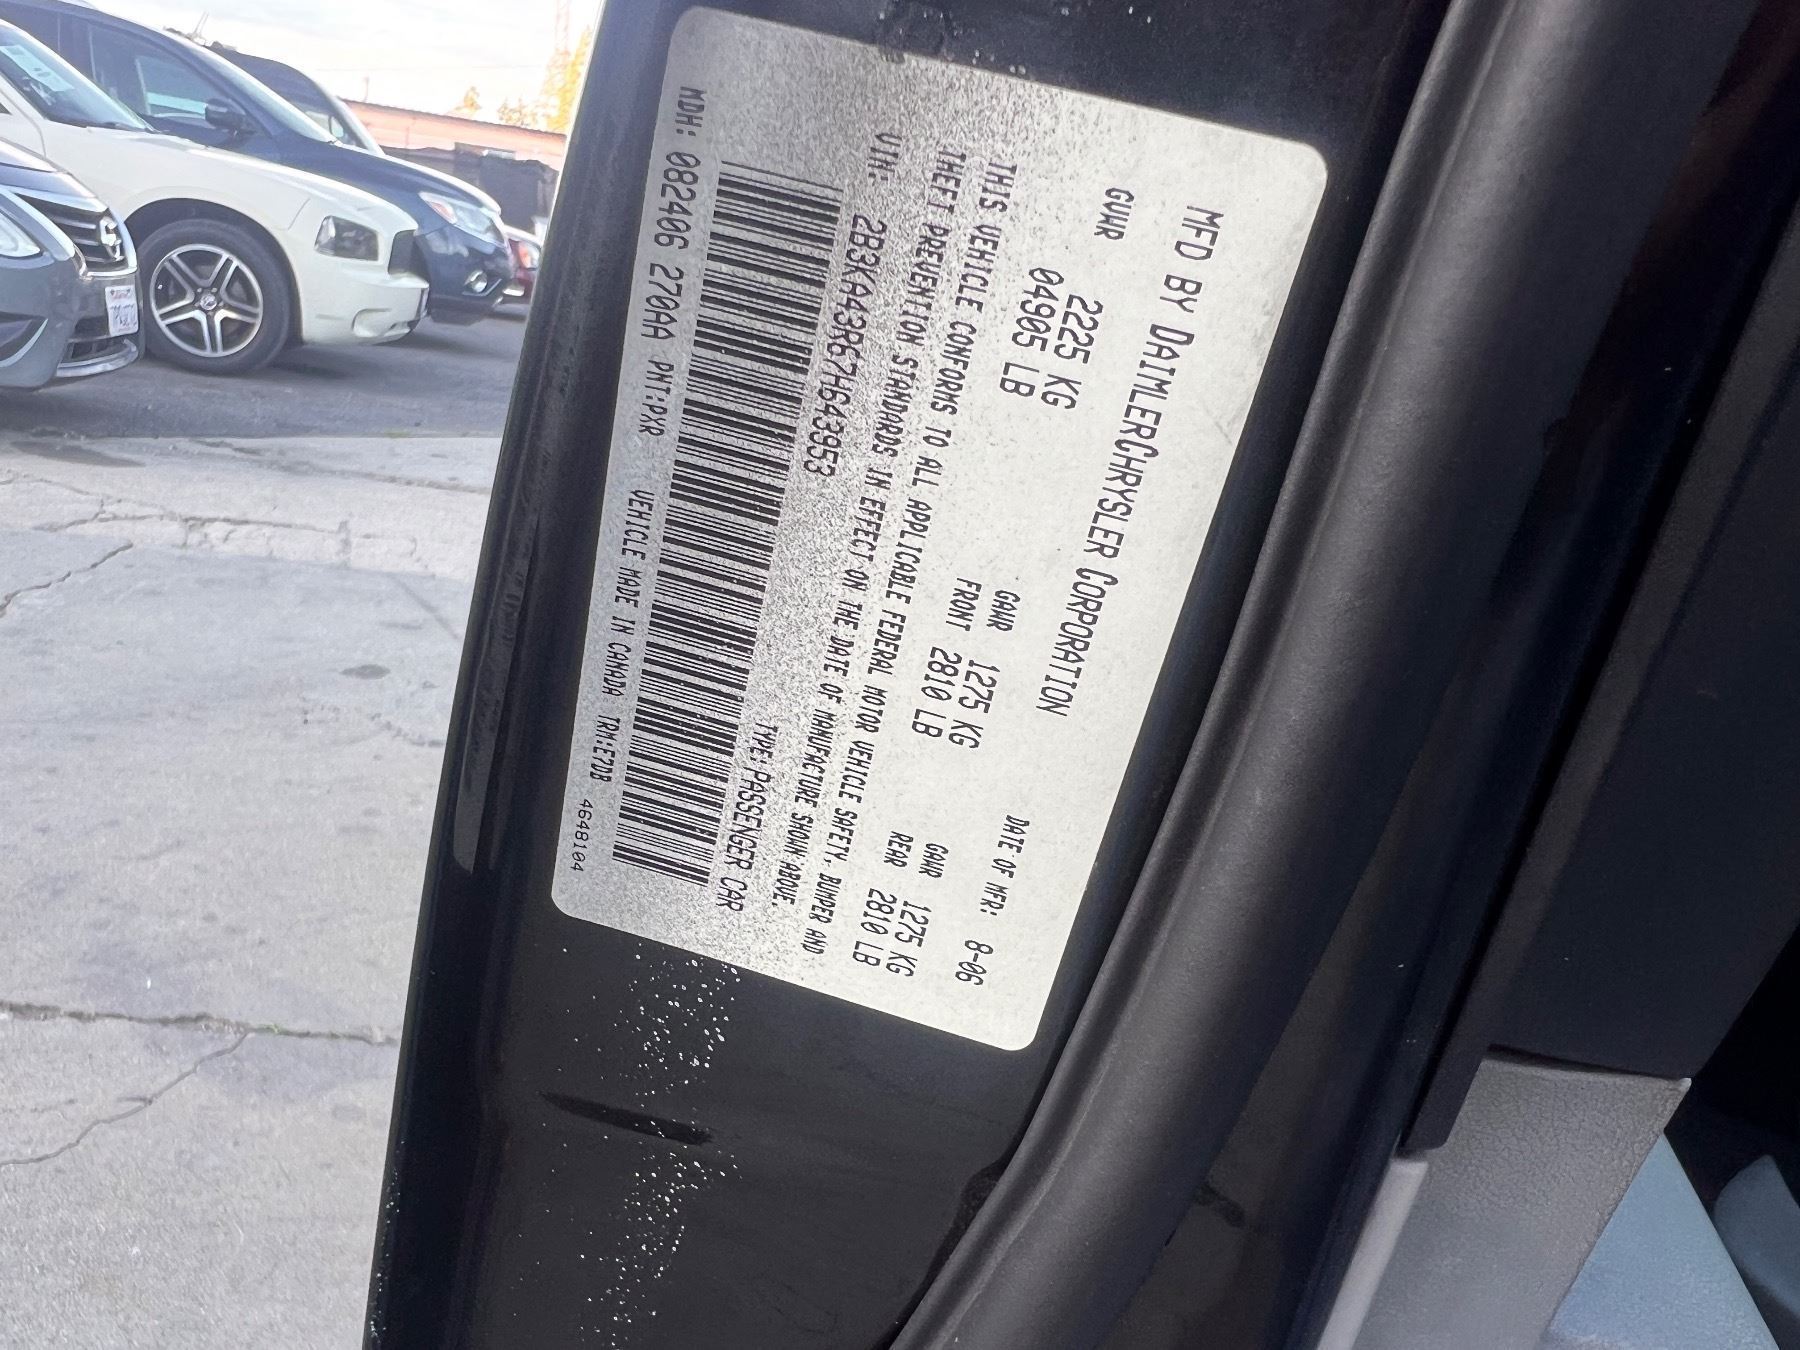 MFD BY DAIMLERCHRYSLER CORPORATION
DATE OF MFR: 8-06
GVWR 2225 KG
04905 LB
GAWR 1275 KG
FRONT 2810 LB
GAWR 1275 KG
REAR 2810 LB
THIS VEHICLE CONFORMS TO ALL APPLICABLE FEDERAL MOTOR VEHICLE SAFETY, BUMPER AND
THEFT PREVENTION STANDARDS IN EFFECT ON THE DATE OF MANUFACTURE SHOWN ABOVE.
VIN: 2B3KA43R67H643953 TYPE: PASSENGER CAR
MDH: 082406 270AA PNT:PXR VEHICLE MADE IN CANADA TRM:E7DB 4648104